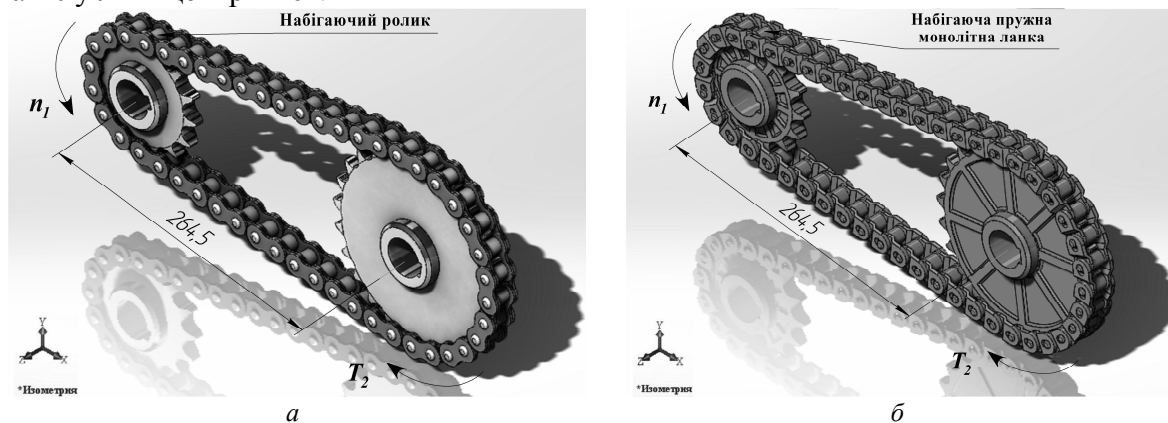 Набігаючий ролик
n1
264,5
T2
Y
Z
X
*Изометрия
а
Набігаюча пружна
монолітна ланка
n1
264,5
T2
Y
Z
X
*Изометрия
б